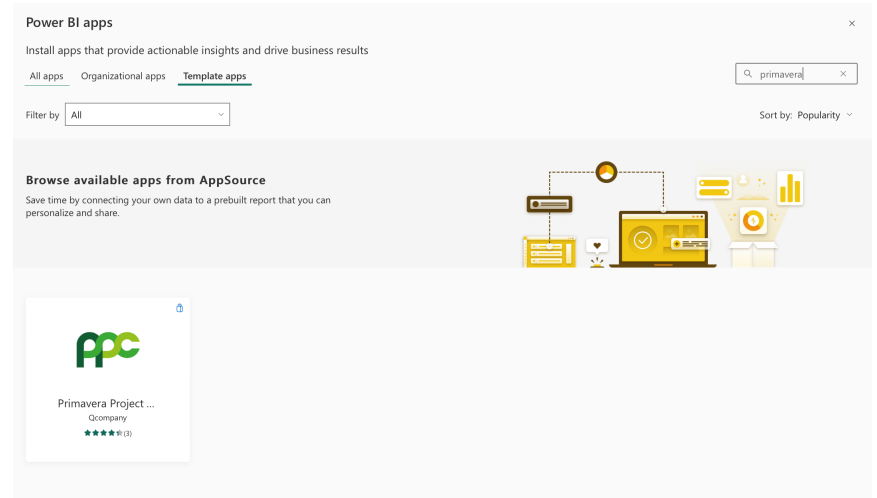 Power BI apps
Install apps that provide actionable insights and drive business results
All apps Organizational apps Template apps
primavera
Filter by All
Sort by: Popularity
Browse available apps from AppSource
Save time by connecting your own data to a prebuilt report that you can
personalize and share.
ppc
Primavera Project ...
Qcompany
(3)